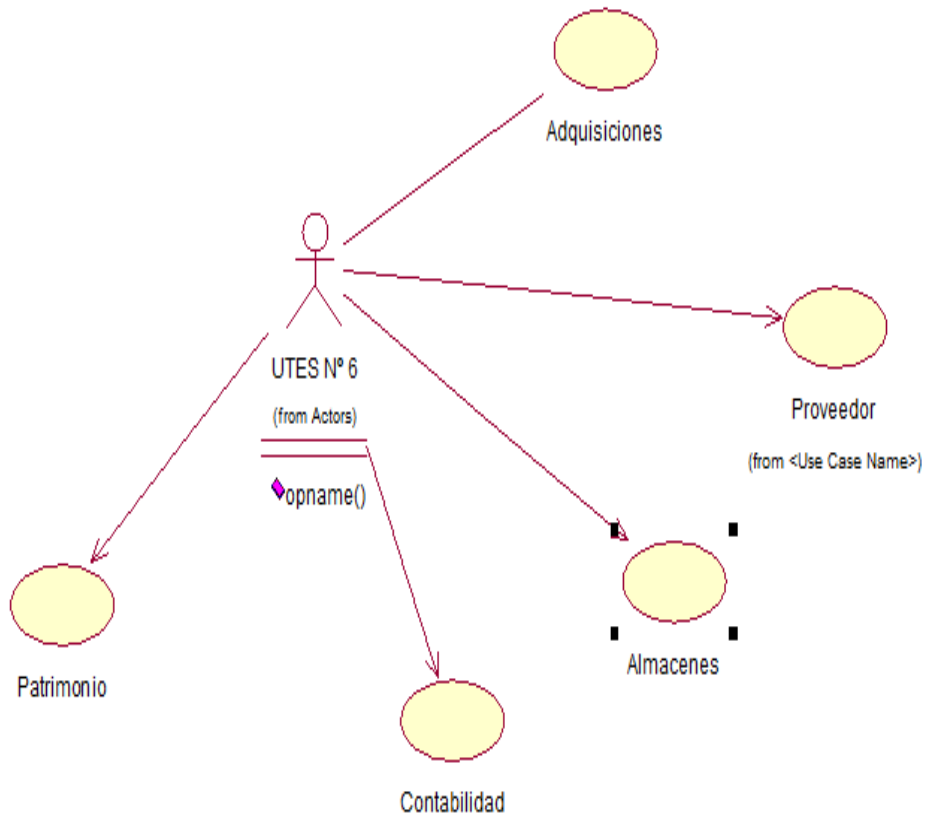 Adquisiciones
UTES Nº 6
(from Actors)
opname()
Proveedor
(from <Use Case Name>)
Almacenes
Patrimonio
Contabilidad